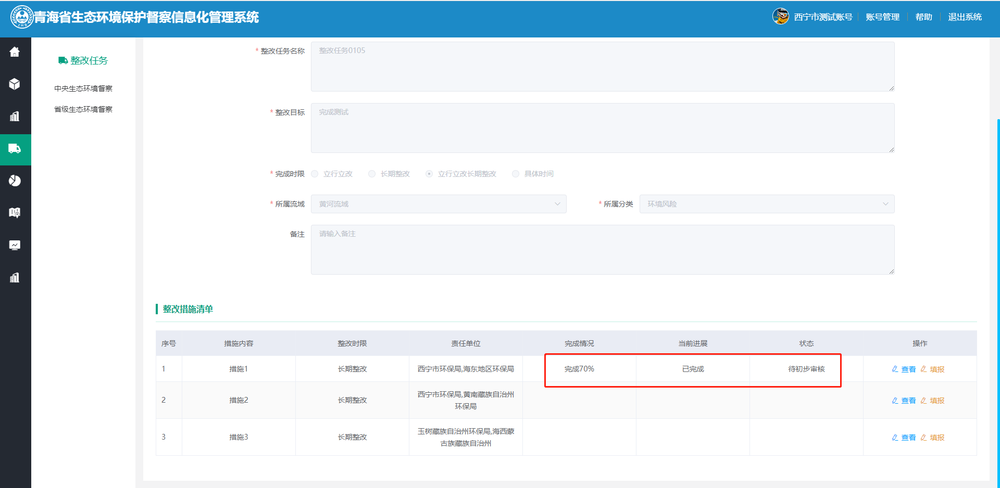 青海省生态环境保护督察信息化管理系统
西宁市测试账号 账号管理 帮助 退出系统
整改任务
中央生态环境督察
省级生态环境督察
* 整改任务名称 整改任务0105
* 整改目标 完成测试
* 完成时限 立行立改 长期整改 立行立改长期整改 具体时间
* 所属流域 黄河流域 * 所属分类 环境风险
备注 请输入备注
整改措施清单
序号 措施内容 整改时限 责任单位 完成情况 当前进展 状态 操作
1 措施1 长期整改 西宁市环保局,海东地区环保局 完成70% 已完成 待初步审核 查看 填报
2 措施2 长期整改 西宁市环保局,黄南藏族自治州
环保局 查看 填报
3 措施3 长期整改 玉树藏族自治州环保局,海西蒙
古族藏族自治州 查看 填报